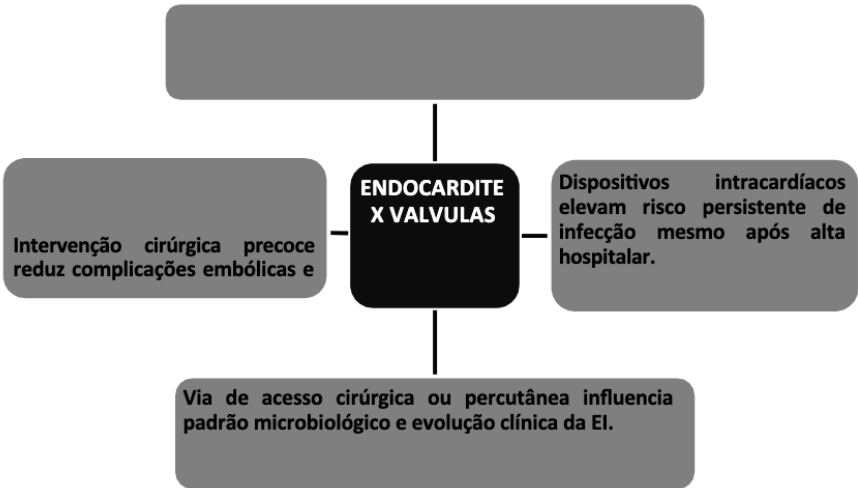 ENDOCARDITE
X VALVULAS
Intervenção cirúrgica precoce
reduz complicações embólicas e
Dispositivos intracardíacos
elevam risco persistente de
infecção mesmo após alta
hospitalar.
Via de acesso cirúrgica ou percutânea influencia
padrão microbiológico e evolução clínica da EI.